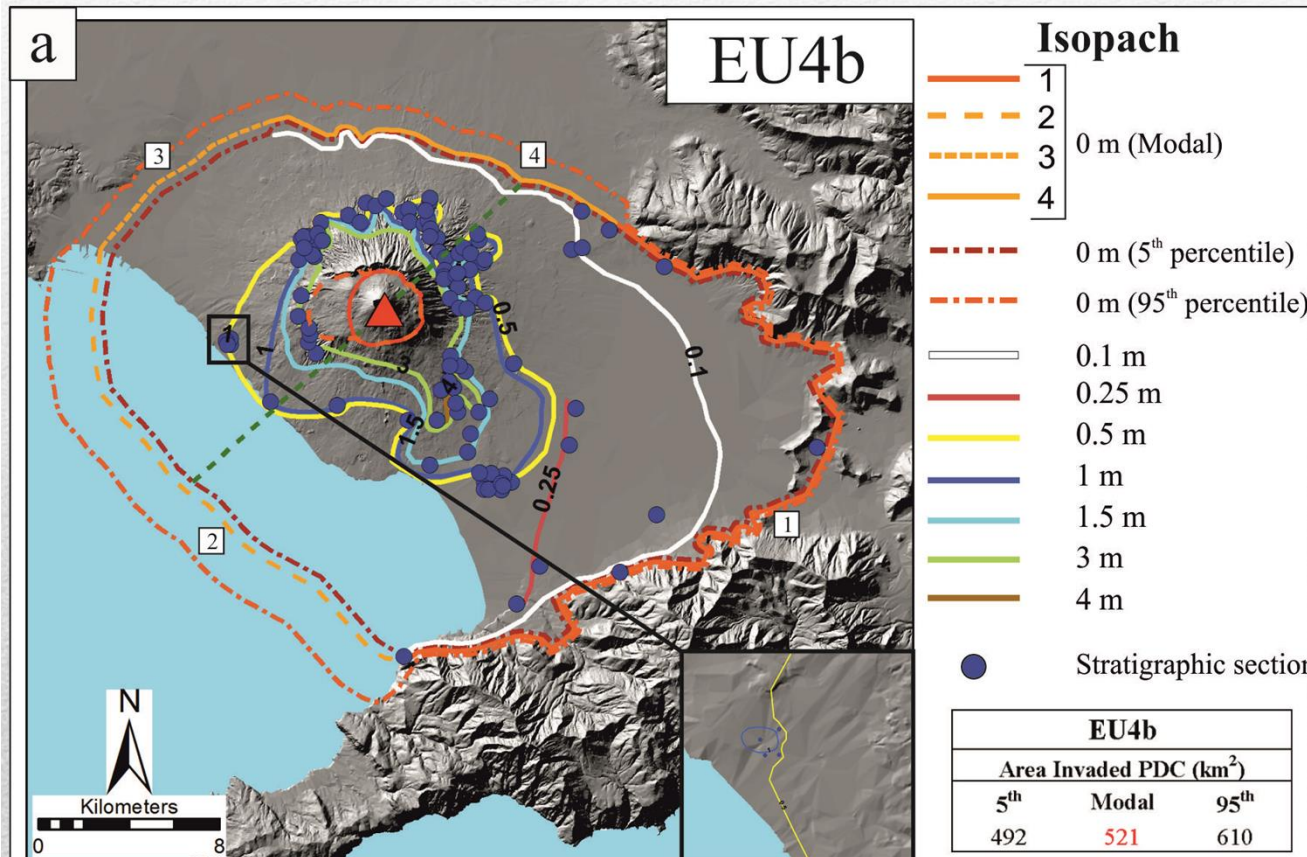 a
EU4b
3
4
0.5
1
1
0.1
3
4
1.5
0.25
1
2
N
Kilometers
0 8
Isopach
1
2
3
4
0 m (Modal)
0 m (5th percentile)
0 m (95th percentile)
0.1 m
0.25 m
0.5 m
1 m
1.5 m
3 m
4 m
Stratigraphic section
EU4b
Area Invaded PDC (km²)
5th Modal 95th
492 521 610